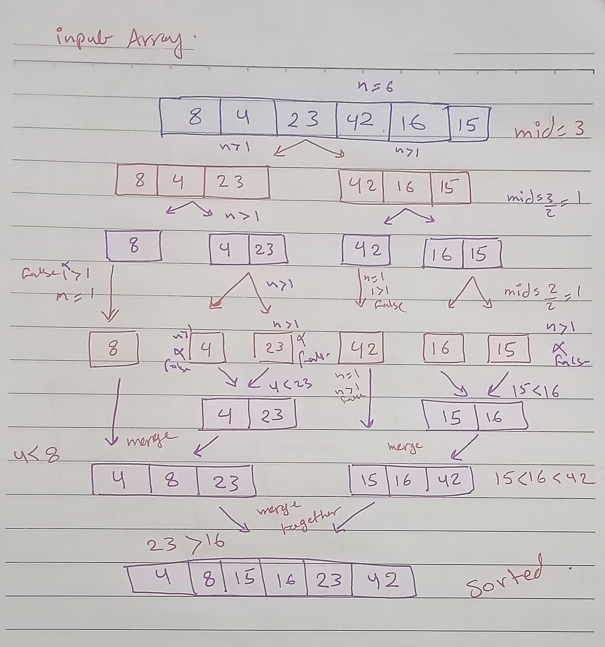 input Array.
n = 6
8 4 23 42 16 15
mid = 3
n>1 n>1
8 4 23 42 16 15
mid = 3/2 = 1
n>1
8 4 23 42 16 15
false 1>1
n = 1
n>1
n=1
1>1
false
mid = 2/2 = 1
n>1
n>1
8 4 23 42 16 15
false
false
false
4<23
n=1
n>1
false
15<16
4 23 15 16
merge
merge
4<8
4 8 23 15 16 42
15<16<42
merge
together
23 >16
4 8 15 16 23 42
Sorted.